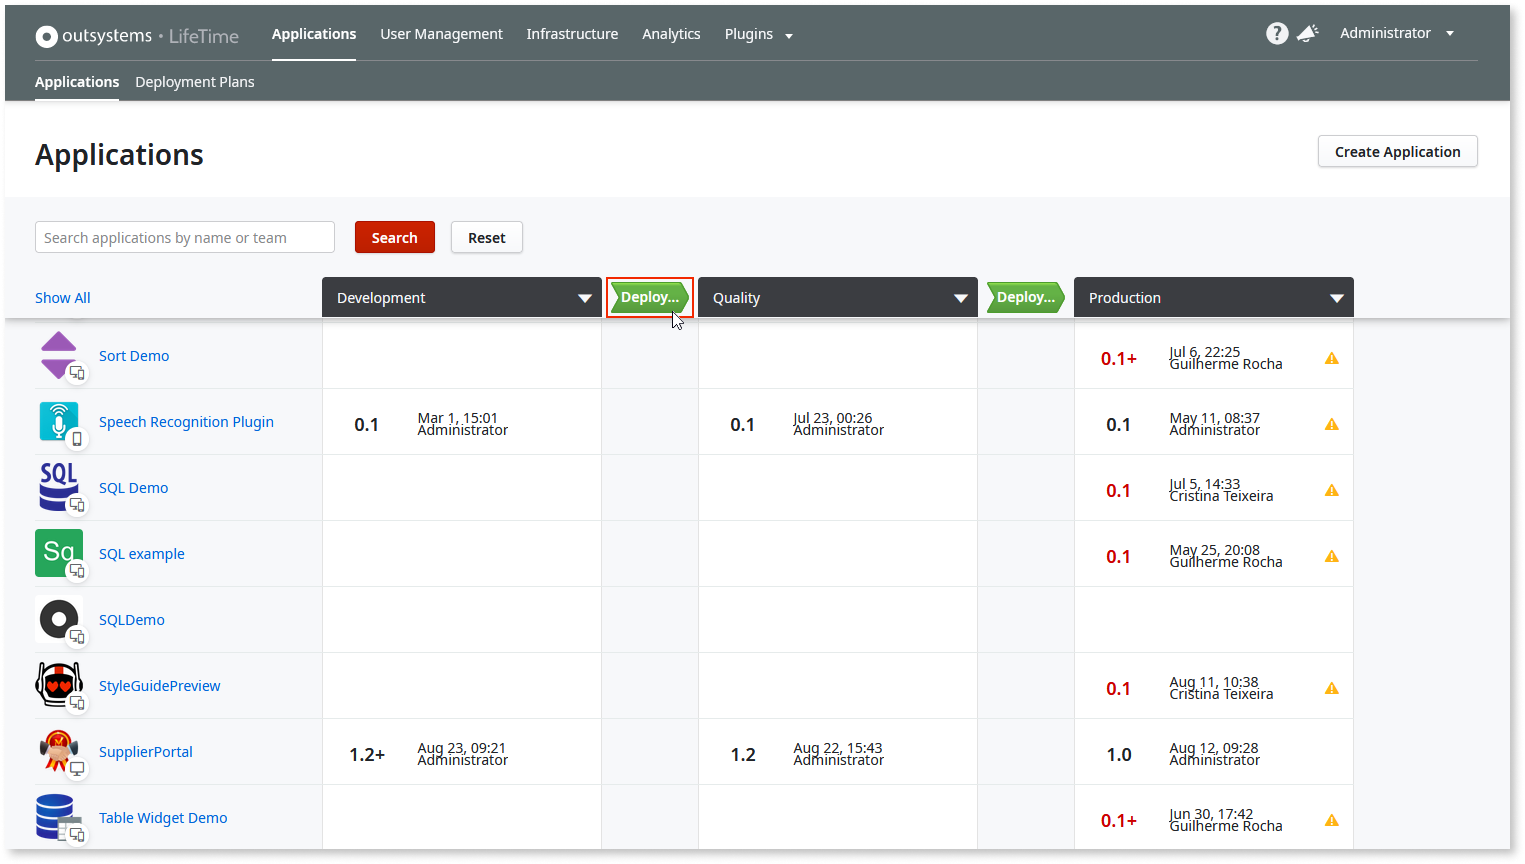 outsystems · LifeTime Applications User Management Infrastructure Analytics Plugins ? Administrator
Applications Deployment Plans
Applications
Create Application
Search applications by name or team Search Reset
Show All Development Deploy... Quality Deploy... Production
Sort Demo 0.1+ Jul 6, 22:25
Guilherme Rocha
Speech Recognition Plugin 0.1 Mar 1, 15:01 0.1 Jul 23, 00:26 0.1 May 11, 08:37
Administrator Administrator Administrator
SQL
SQL Demo 0.1 Jul 5, 14:33
Cristina Teixeira
Sq SQL example 0.1 May 25, 20:08
Guilherme Rocha
SQLDemo
StyleGuidePreview 0.1 Aug 11, 10:38
Cristina Teixeira
SupplierPortal 1.2+ Aug 23, 09:21 1.2 Aug 22, 15:43 1.0 Aug 12, 09:28
Administrator Administrator Administrator
Table Widget Demo 0.1+ Jun 30, 17:42
Guilherme Rocha